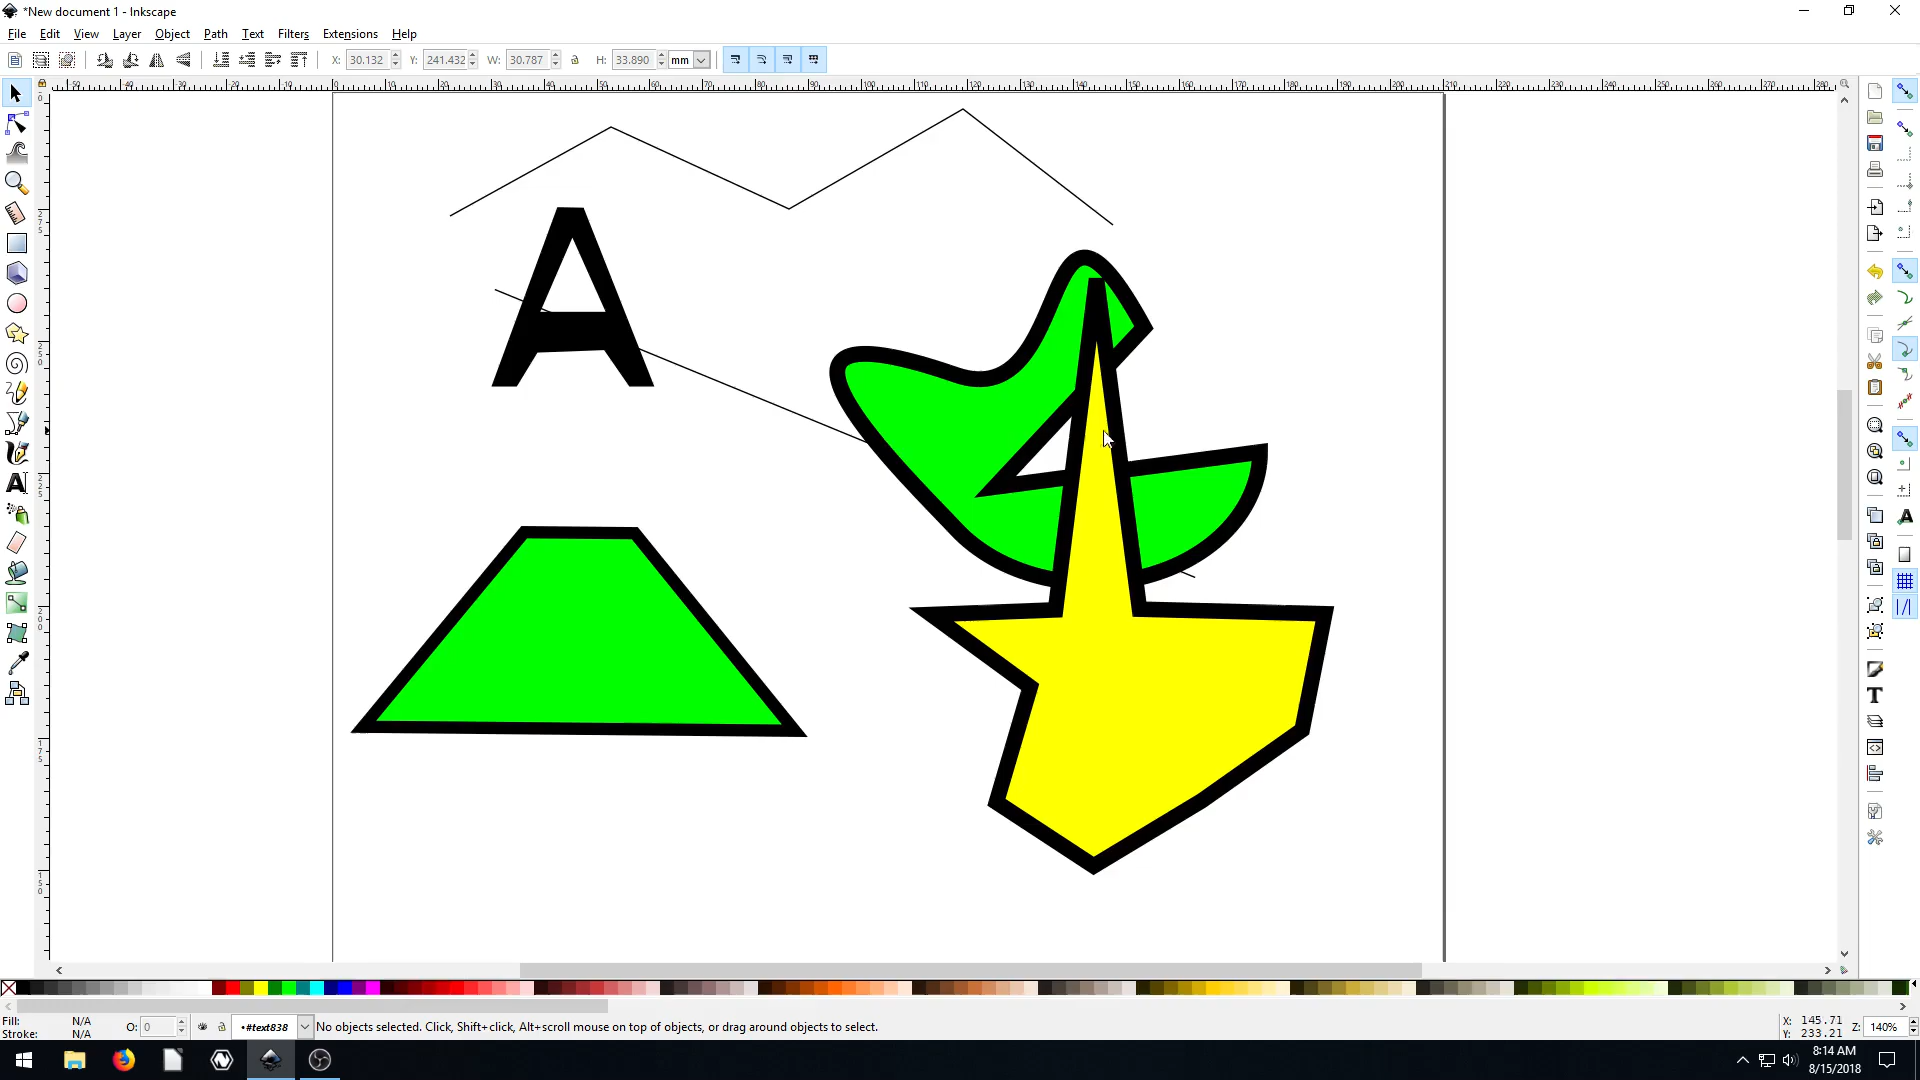 *New document 1 - Inkscape
File Edit View Layer Object Path Text Filters Extensions Help
X: 30.132 Y: 241.432 W: 30.787 H: 33.890 mm
A
Fill: N/A O: 0 •#text838 No objects selected. Click, Shift+click, Alt+scroll mouse on top of objects, or drag around objects to select. X: 145.71 Z: 140%
Stroke: N/A Y: 233.21
8:14 AM
8/15/2018